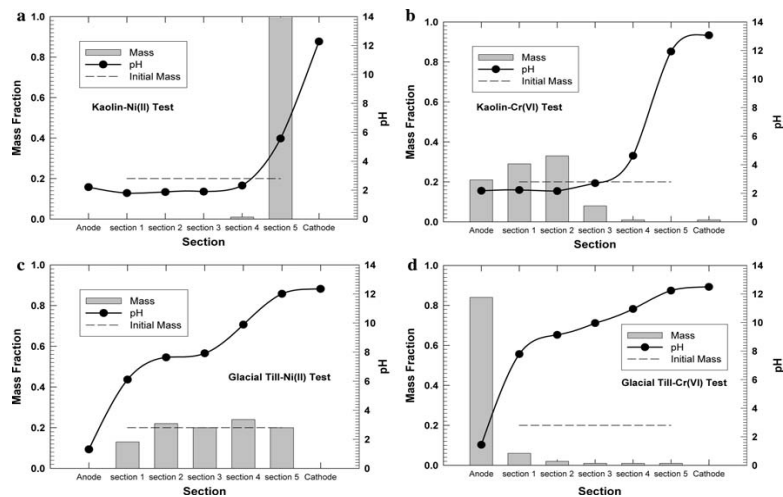 a
Mass
pH
Initial Mass
Kaolin-Ni(II) Test
Mass Fraction
1.0
0.8
0.6
0.4
0.2
0.0
14
12
10
8
6
4
2
0
Anode section 1 section 2 section 3 section 4 section 5 Cathode
Section
b
Mass
pH
Initial Mass
Kaolin-Cr(VI) Test
Mass Fraction
1.0
0.8
0.6
0.4
0.2
0.0
14
12
10
8
6
4
2
0
pH
Anode section 1 section 2 section 3 section 4 section 5 Cathode
Section
c
Mass
pH
Initial Mass
Glacial Till-Ni(II) Test
Mass Fraction
1.0
0.8
0.6
0.4
0.2
0.0
14
12
10
8
6
4
2
0
pH
Anode section 1 section 2 section 3 section 4 section 5 Cathode
Section
d
Mass
pH
Initial Mass
Glacial Till-Cr(VI) Test
Mass Fraction
1.0
0.8
0.6
0.4
0.2
0.0
14
12
10
8
6
4
2
0
pH
Anode section 1 section 2 section 3 section 4 section 5 Cathode
Section